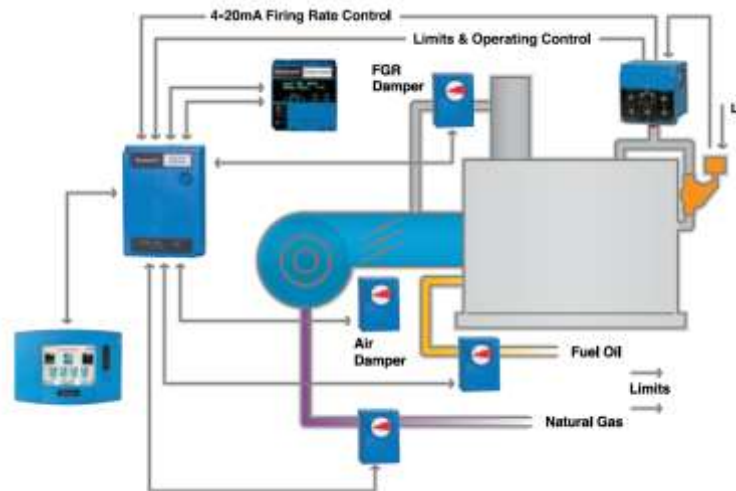 4-20mA Firing Rate Control
Limits & Operating Control
FGR
Damper
L
Air
Damper
Fuel Oil
Limits
Natural Gas